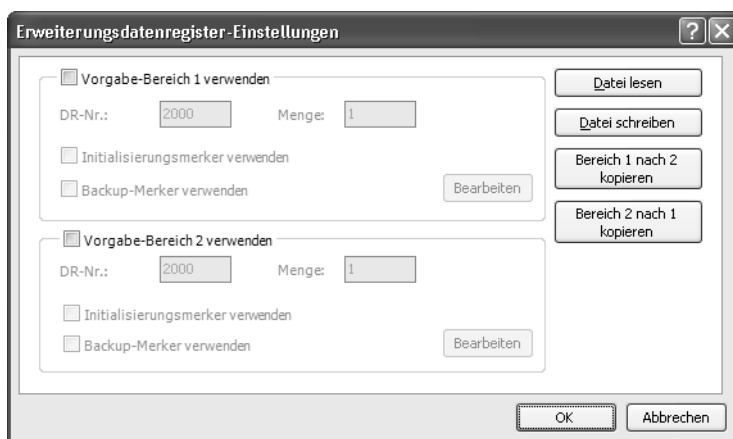 Erweiterungsdatenregister-Einstellungen
Vorgabe-Bereich 1 verwenden
DR-Nr.: 2000 Menge: 1
Initialisierungsmerker verwenden
Backup-Merker verwenden
Bearbeiten
Vorgabe-Bereich 2 verwenden
DR-Nr.: 2000 Menge: 1
Initialisierungsmerker verwenden
Backup-Merker verwenden
Bearbeiten
Datei lesen
Datei schreiben
Bereich 1 nach 2
kopieren
Bereich 2 nach 1
kopieren
OK
Abbrechen